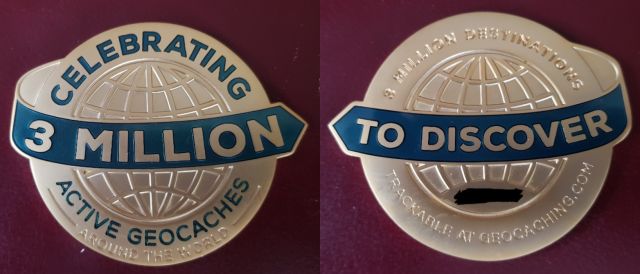 CELEBRATING
3 MILLION
ACTIVE GEOCACHES
AROUND THE WORLD
3 MILLION DESTINATIONS
TO DISCOVER
TRACKABLE AT GEOCACHING.COM